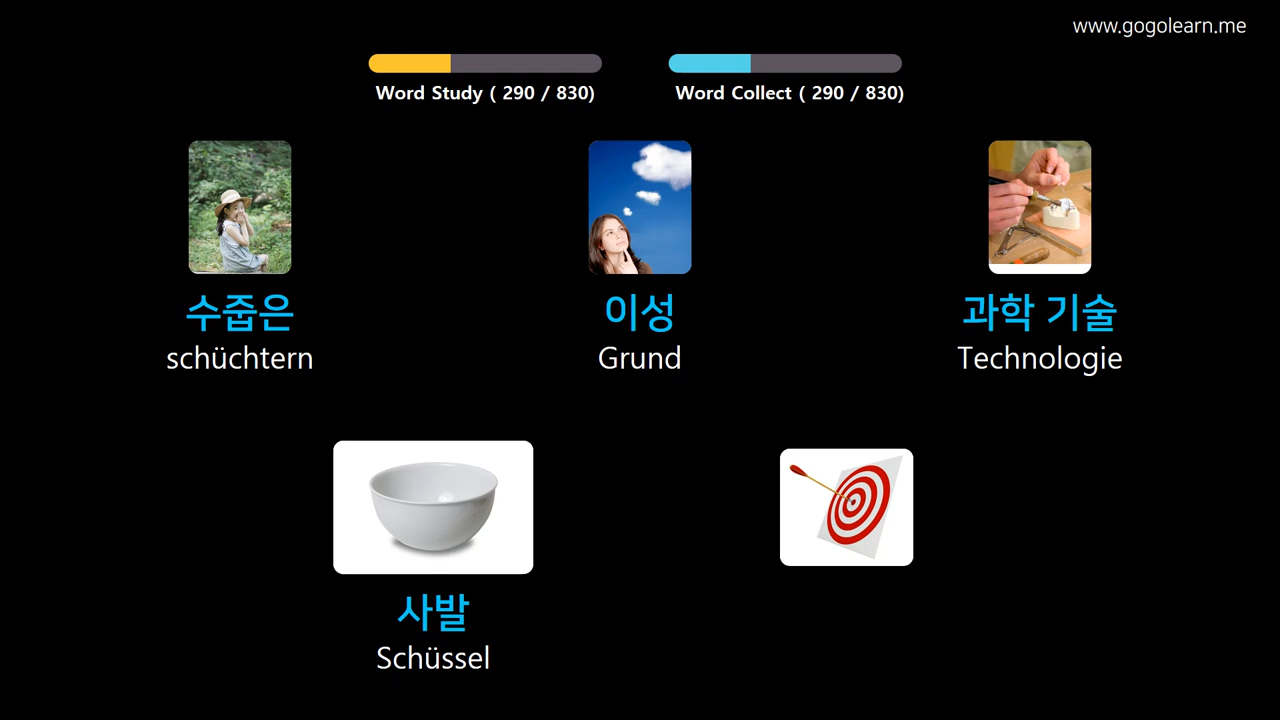 www.gogolearn.me
Word Study ( 290 / 830)
Word Collect ( 290 / 830)
수줍은
schüchtern
이성
Grund
과학 기술
Technologie
사발
Schüssel